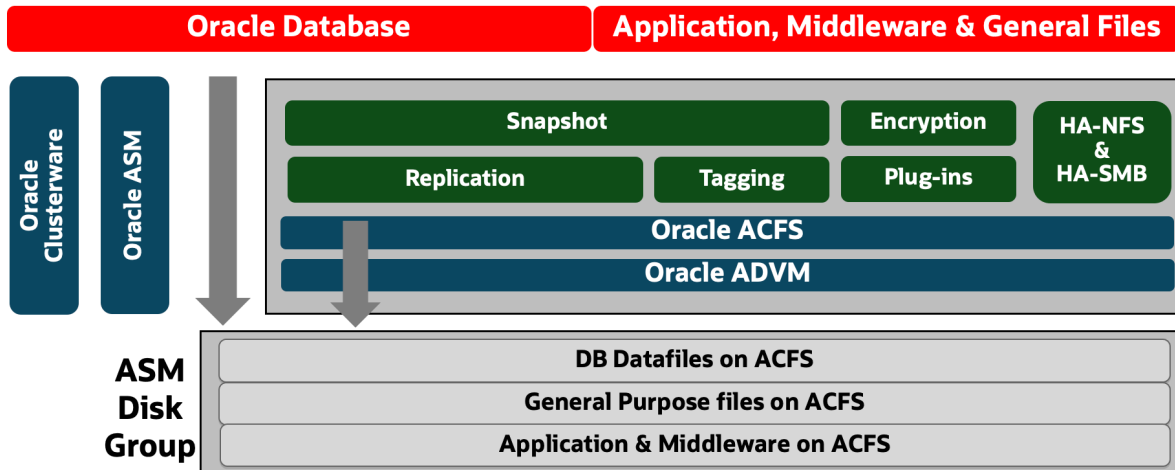 Oracle Database
Application, Middleware & General Files
Oracle
Clusterware
Oracle ASM
Snapshot
Encryption
HA-NFS
&
HA-SMB
Replication
Tagging
Plug-ins
Oracle ACFS
Oracle ADVM
ASM
Disk
Group
DB Datafiles on ACFS
General Purpose files on ACFS
Application & Middleware on ACFS